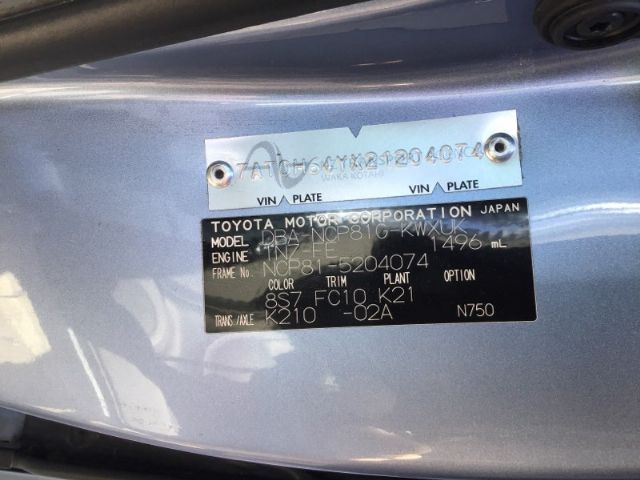 7AT0H64YX21204074
WAKA KOTAHI
VIN PLATE VIN PLATE
TOYOTA MOTOR CORPORATION JAPAN
MODEL DBA-NCP81G-KWXUK
ENGINE 1NZ-FE 1496 mL
FRAME No. NCP81-5204074
COLOR TRIM PLANT
8S7 FC10 K21
TRANS./AXLE K210 -02A N750